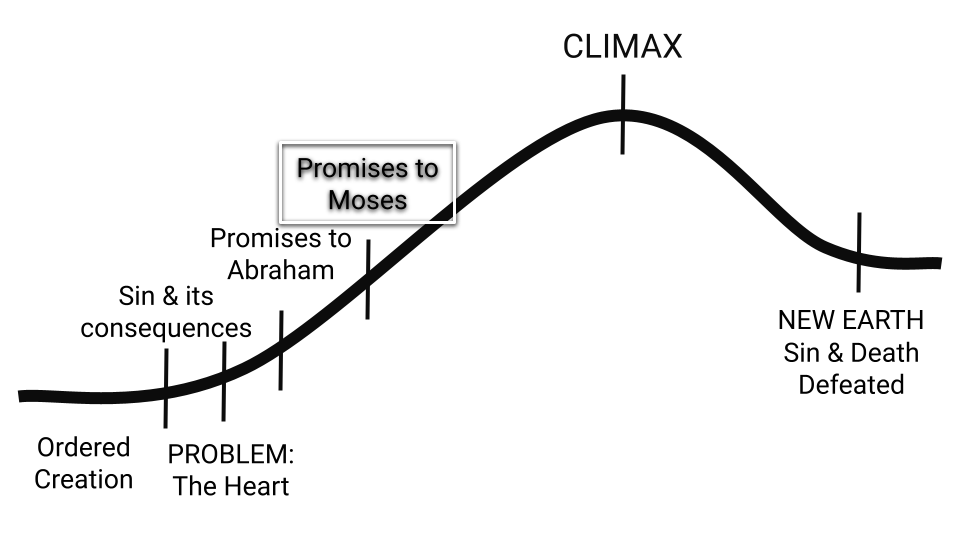 CLIMAX
Promises to
Moses
Promises to
Abraham
Sin & its
consequences
Ordered
Creation
PROBLEM:
The Heart
NEW EARTH
Sin & Death
Defeated